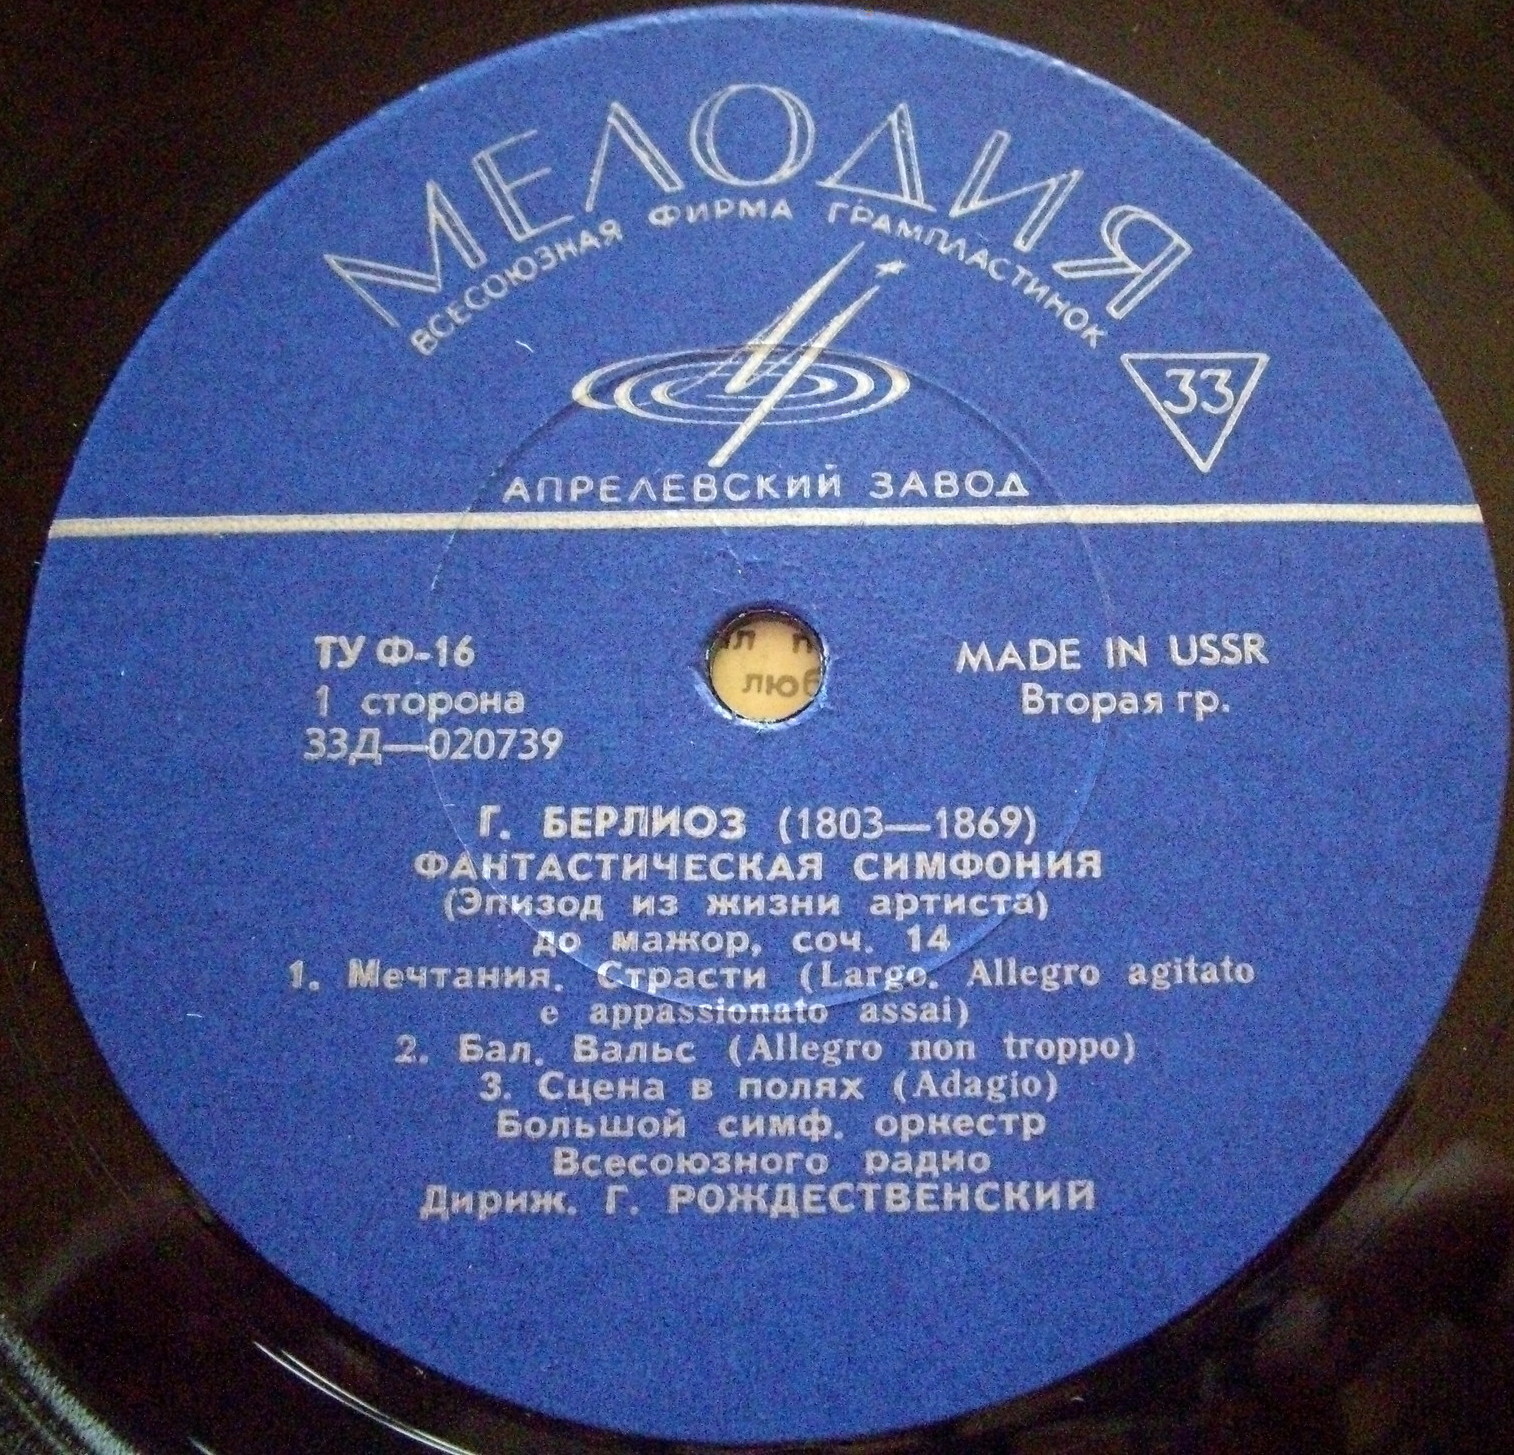 МЕЛОДИЯ
ВСЕСОЮЗНАЯ ФИРМА ГРАМПЛАСТИНОК
33
АПРЕЛЕВСКИЙ ЗАВОД
ТУ Ф-16
1 сторона
33Д—020739
MADE IN USSR
Вторая гр.
Г. БЕРЛИОЗ (1803—1869)
ФАНТАСТИЧЕСКАЯ СИМФОНИЯ
(Эпизод из жизни артиста)
до мажор, соч. 14
1. Мечтания. Страсти (Largo. Allegro agitato
e appassionato assai)
2. Бал. Вальс (Allegro non troppo)
3. Сцена в полях (Adagio)
Большой симф. оркестр
Всесоюзного радио
Дириж. Г. РОЖДЕСТВЕНСКИЙ